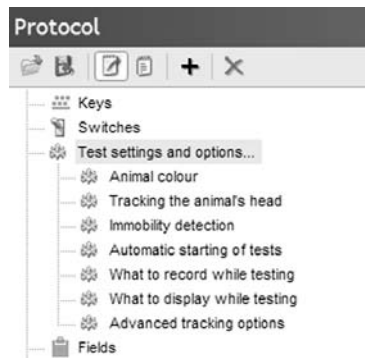 Protocol
Keys
Switches
Test settings and options...
Animal colour
Tracking the animal's head
Immobility detection
Automatic starting of tests
What to record while testing
What to display while testing
Advanced tracking options
Fields